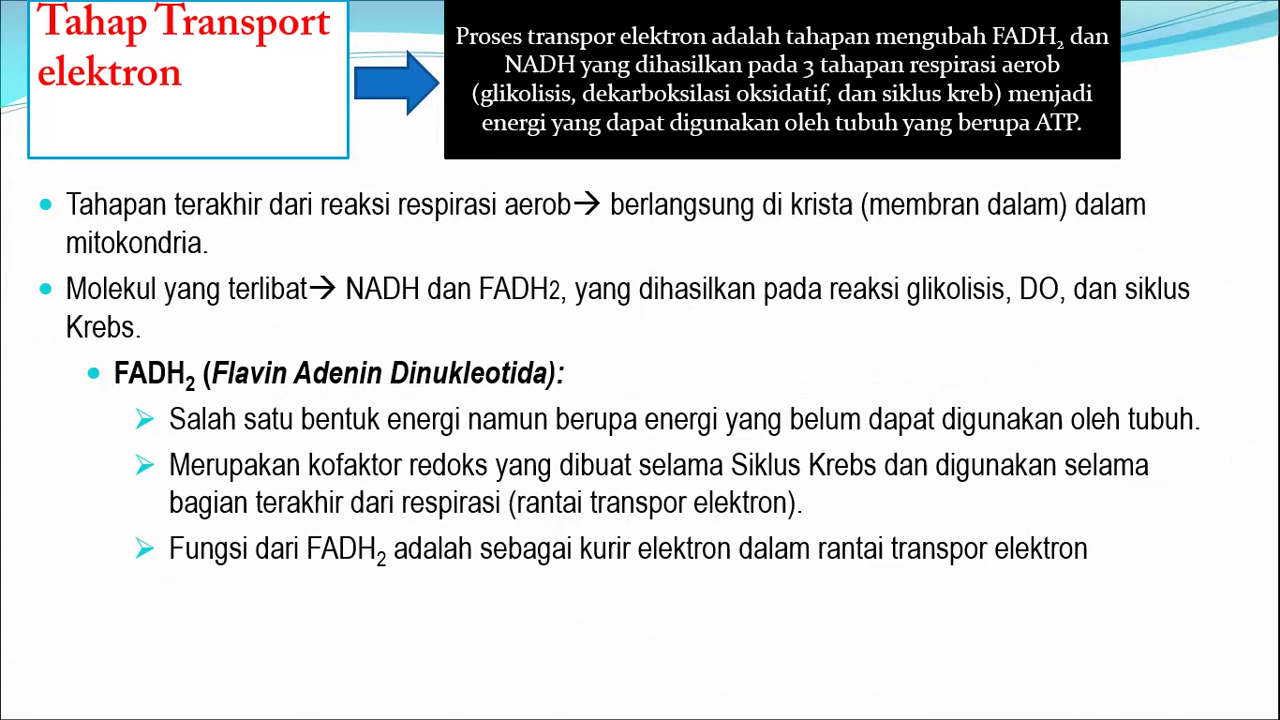 Tahap Transport
elektron
Proses transpor elektron adalah tahapan mengubah FADH₂ dan
NADH yang dihasilkan pada 3 tahapan respirasi aerob
(glikolisis, dekarboksilasi oksidatif, dan siklus kreb) menjadi
energi yang dapat digunakan oleh tubuh yang berupa ATP.
• Tahapan terakhir dari reaksi respirasi aerob→ berlangsung di krista (membran dalam) dalam
mitokondria.
• Molekul yang terlibat→ NADH dan FADH2, yang dihasilkan pada reaksi glikolisis, DO, dan siklus
Krebs.
• FADH₂ (Flavin Adenin Dinukleotida):
➢ Salah satu bentuk energi namun berupa energi yang belum dapat digunakan oleh tubuh.
➢ Merupakan kofaktor redoks yang dibuat selama Siklus Krebs dan digunakan selama
bagian terakhir dari respirasi (rantai transpor elektron).
➢ Fungsi dari FADH₂ adalah sebagai kurir elektron dalam rantai transpor elektron